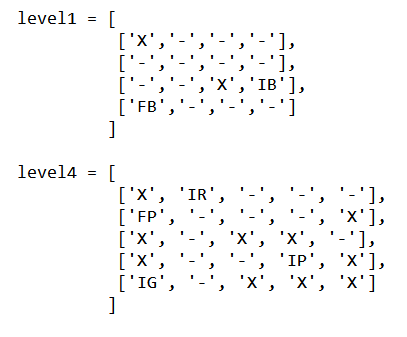 level1 = [
['X','-','-','-'],
['-','-','-','-'],
['-','-','X','IB'],
['FB','-','-','-']
]
level4 = [
['X', 'IR', '-', '-', '-'],
['FP', '-', '-', '-', 'X'],
['X', '-', 'X', 'X', '-'],
['X', '-', '-', 'IP', 'X'],
['IG', '-', 'X', 'X', 'X']
]